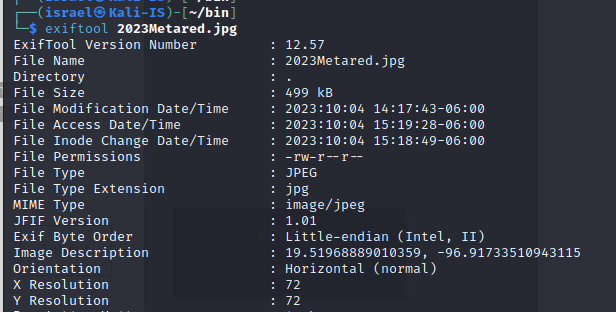 (israel㉿Kali-IS)-[~/bin]
┌──(israel㉿Kali-IS)-[~/bin]
└─$ exiftool 2023Metared.jpg
ExifTool Version Number : 12.57
File Name : 2023Metared.jpg
Directory : .
File Size : 499 kB
File Modification Date/Time : 2023:10:04 14:17:43-06:00
File Access Date/Time : 2023:10:04 15:19:28-06:00
File Inode Change Date/Time : 2023:10:04 15:18:49-06:00
File Permissions : -rw-r--r--
File Type : JPEG
File Type Extension : jpg
MIME Type : image/jpeg
JFIF Version : 1.01
Exif Byte Order : Little-endian (Intel, II)
Image Description : 19.51968889010359, -96.91733510943115
Orientation : Horizontal (normal)
X Resolution : 72
Y Resolution : 72